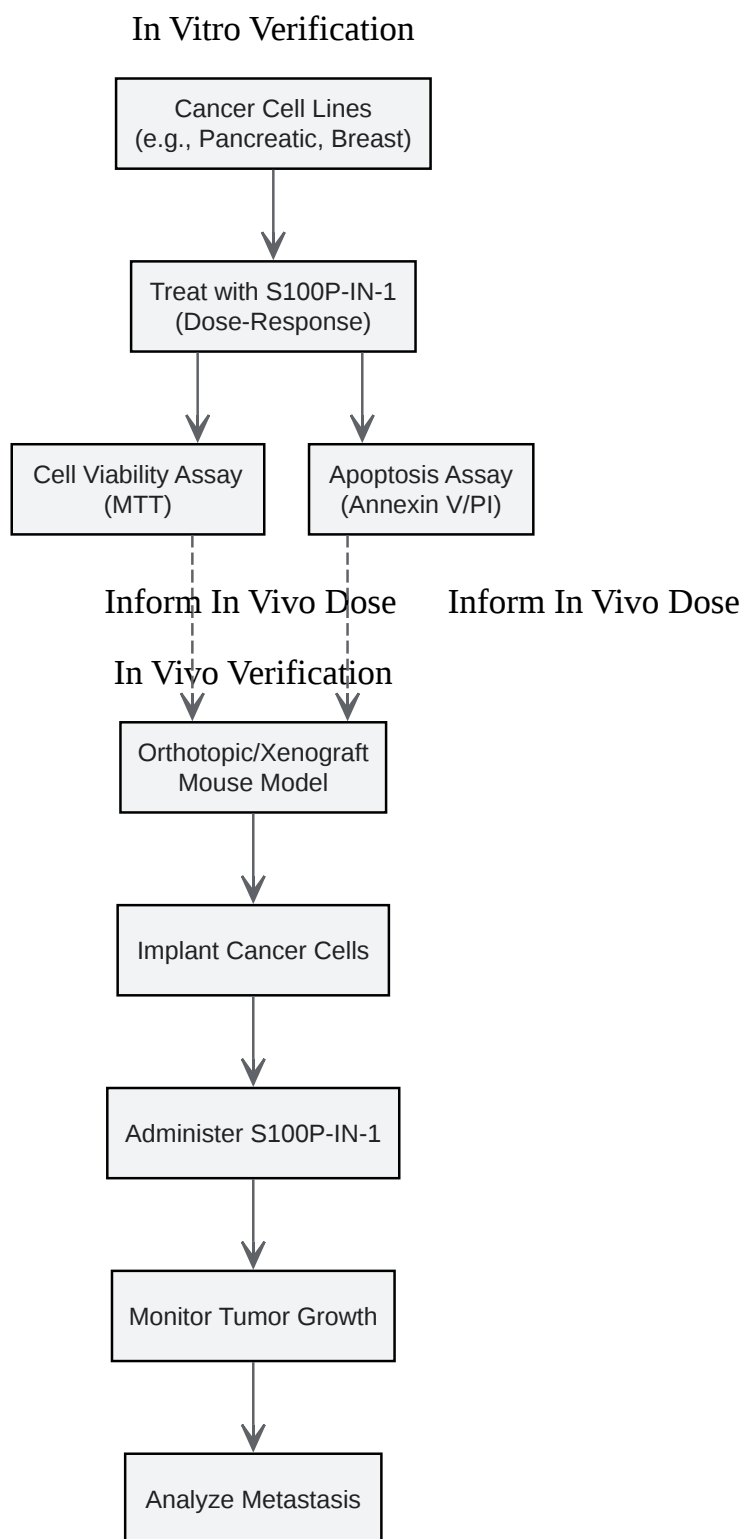 In Vitro Verification
Cancer Cell Lines
(e.g., Pancreatic, Breast)
Treat with S100P-IN-1
(Dose-Response)
Cell Viability Assay
(MTT)
Apoptosis Assay
(Annexin V/PI)
Inform In Vivo Dose
Inform In Vivo Dose
In Vivo Verification
Orthotopic/Xenograft
Mouse Model
Implant Cancer Cells
Administer S100P-IN-1
Monitor Tumor Growth
Analyze Metastasis